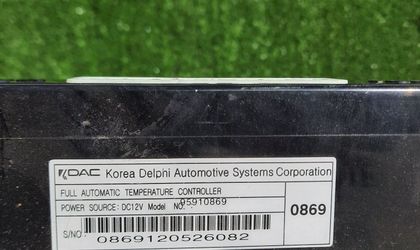 KDAC Korea Delphi Automotive Systems Corporation
FULL AUTOMATIC TEMPERATURE CONTROLLER
POWER SOURCE: DC12V Model NO. 95910869
0869
S/NO
0869120526082